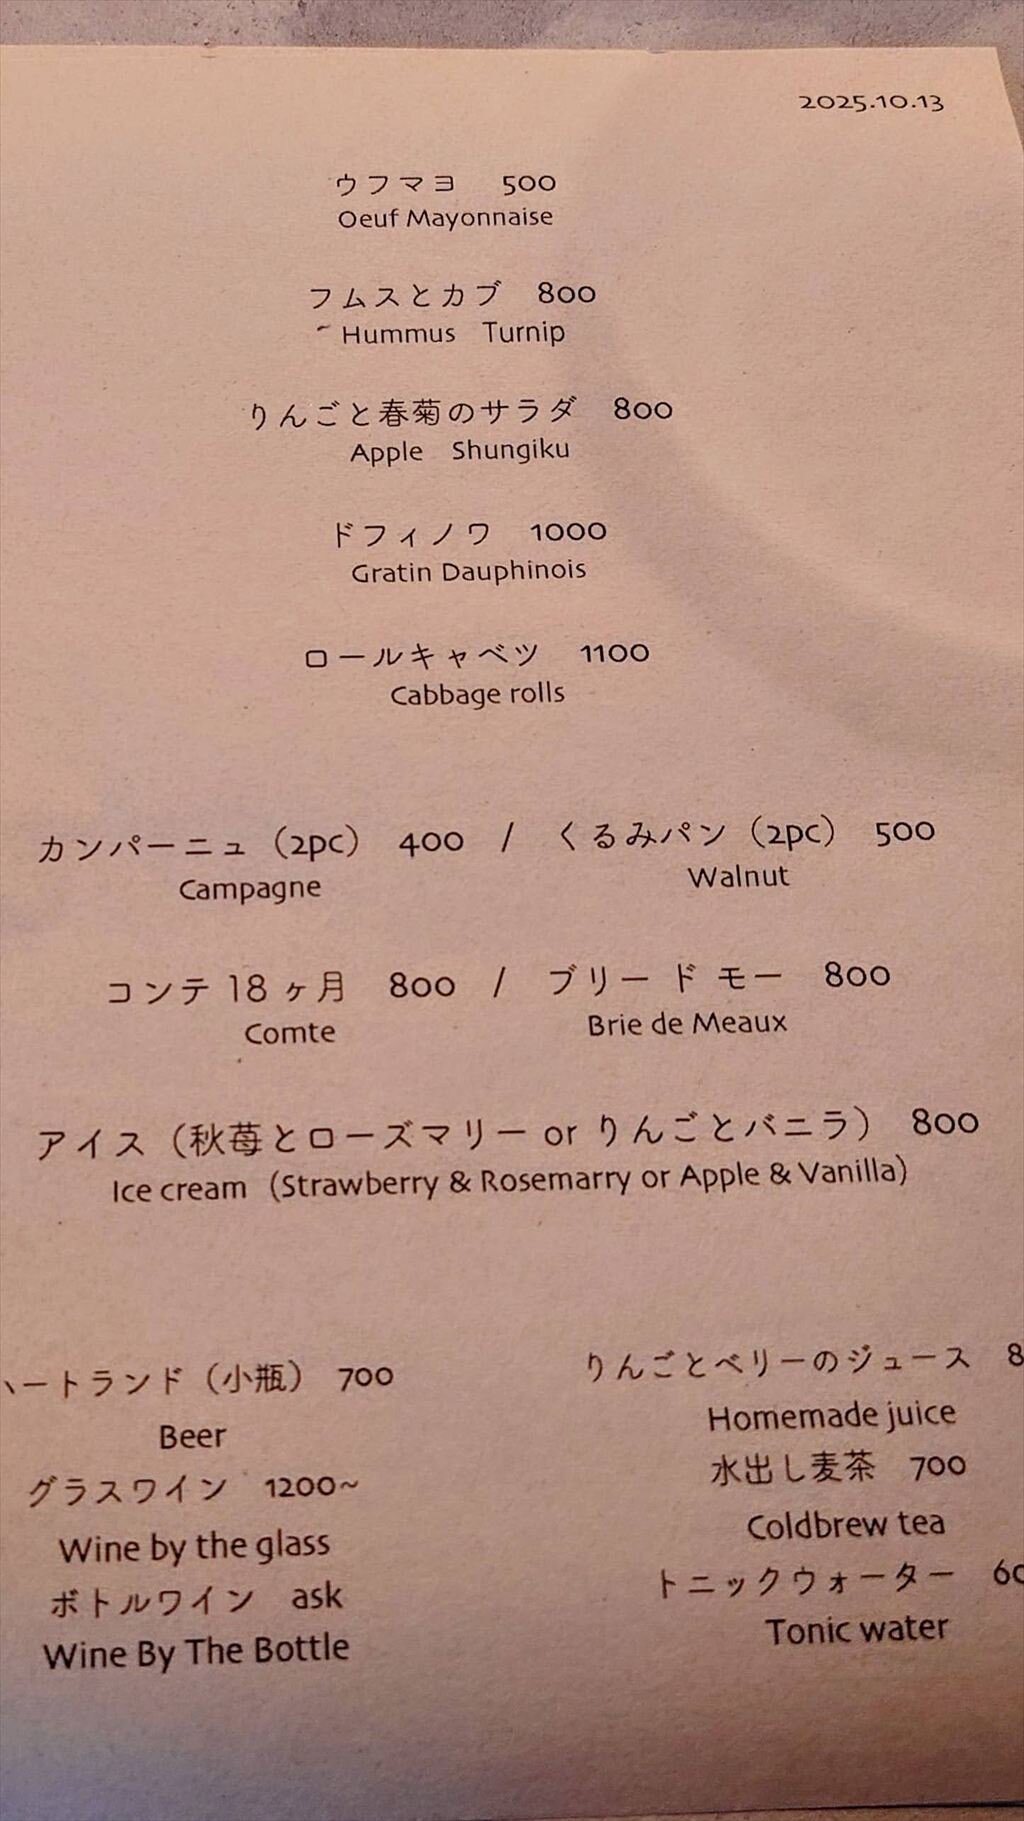 2025.10.13
ウフマヨ 500
Oeuf Mayonnaise
フムスとカブ 800
Hummus Turnip
りんごと春菊のサラダ 800
Apple Shungiku
ドフィノワ 1000
Gratin Dauphinois
ロールキャベツ 1100
Cabbage rolls
カンパーニュ（2pc） 400 / くるみパン（2pc） 500
Campagne Walnut
コンテ 18 ヶ月 800 / ブリー ド モー 800
Comte Brie de Meaux
アイス（秋苺とローズマリー or りんごとバニラ） 800
Ice cream (Strawberry & Rosemarry or Apple & Vanilla)
ハートランド（小瓶） 700
Beer
グラスワイン 1200~
Wine by the glass
ボトルワイン ask
Wine By The Bottle
りんごとベリーのジュース
Homemade juice
水出し麦茶 700
Coldbrew tea
トニックウォーター
Tonic water